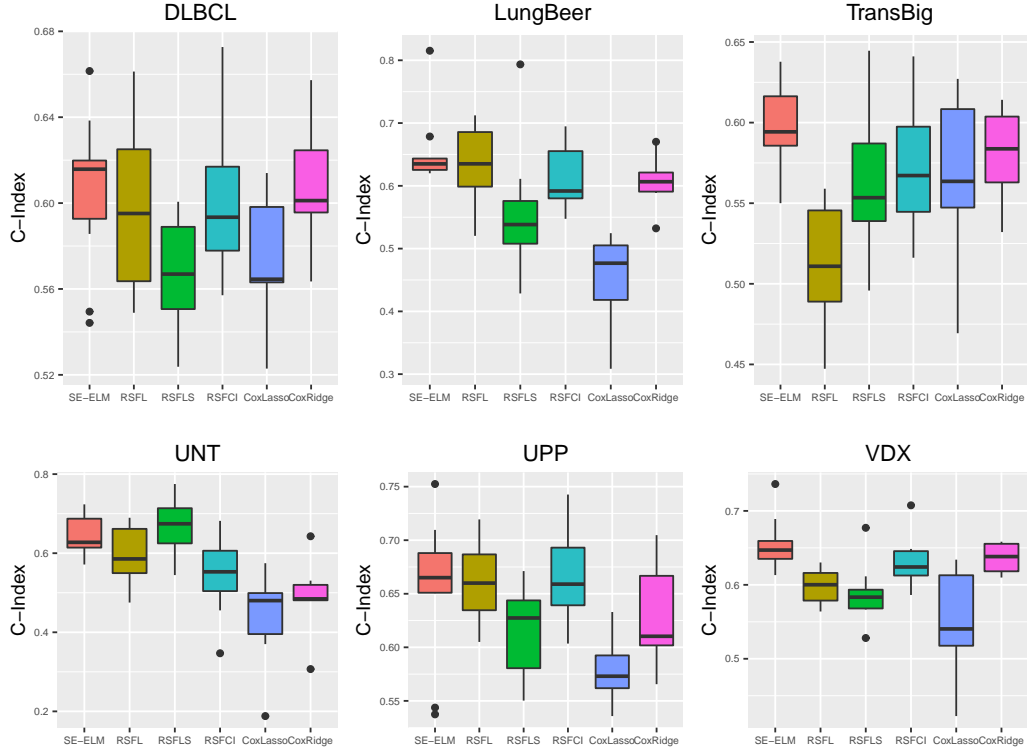 DLBCL
C-Index
0.68
0.64
0.60
0.56
0.52
SE-ELM RSFL RSFLS RSFCI CoxLasso CoxRidge
LungBeer
C-Index
0.8
0.7
0.6
0.5
0.4
0.3
SE-ELM RSFL RSFLS RSFCI CoxLasso CoxRidge
TransBig
C-Index
0.65
0.60
0.55
0.50
0.45
SE-ELM RSFL RSFLS RSFCI CoxLasso CoxRidge
UNT
C-Index
0.8
0.6
0.4
0.2
SE-ELM RSFL RSFLS RSFCI CoxLasso CoxRidge
UPP
C-Index
0.75
0.70
0.65
0.60
0.55
SE-ELM RSFL RSFLS RSFCI CoxLasso CoxRidge
VDX
C-Index
0.7
0.6
0.5
SE-ELM RSFL RSFLS RSFCI CoxLasso CoxRidge